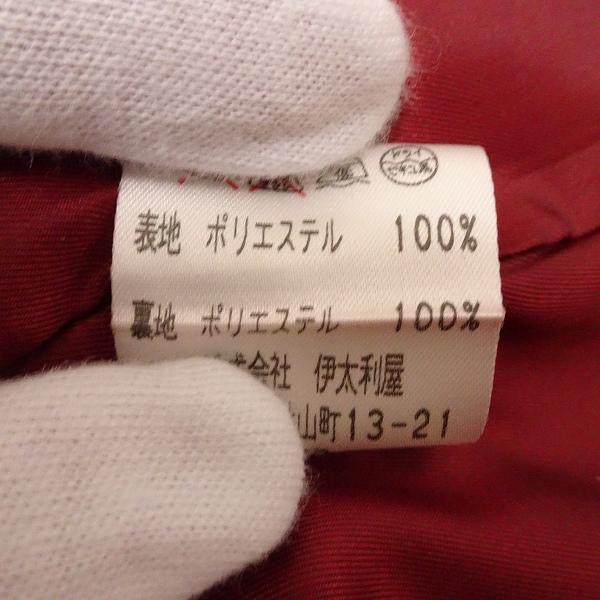 表地 ポリエステル 100%
裏地 ポリエステル 100%
会社 伊太利屋
山町13-21